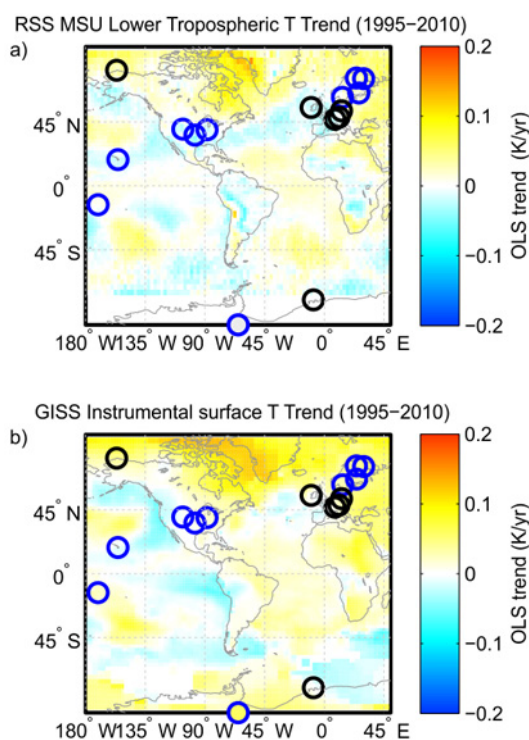 RSS MSU Lower Tropospheric T Trend (1995−2010)
a)
45° N
0°
45° S
180° W135° W 90° W 45° W 0° 45° E
0.2
0.1
0
−0.1
−0.2
OLS trend (K/yr)
GISS Instrumental surface T Trend (1995−2010)
b)
45° N
0°
45° S
180° W135° W 90° W 45° W 0° 45° E
0.2
0.1
0
−0.1
−0.2
OLS trend (K/yr)